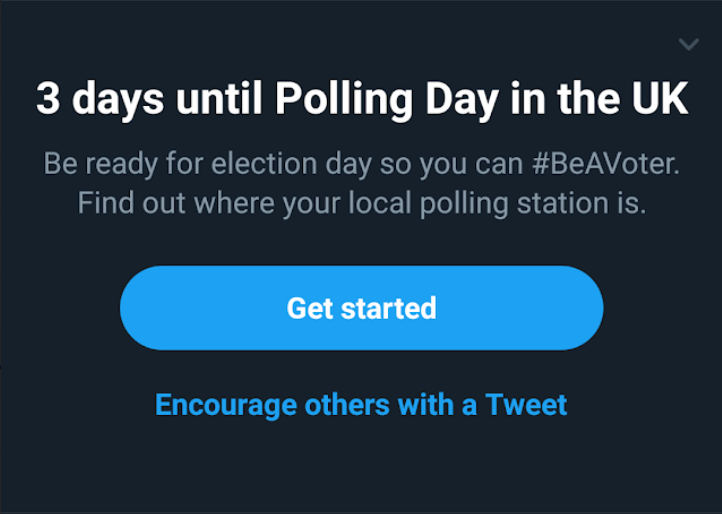 3 days until Polling Day in the UK
Be ready for election day so you can #BeAVoter.
Find out where your local polling station is.
Get started
Encourage others with a Tweet